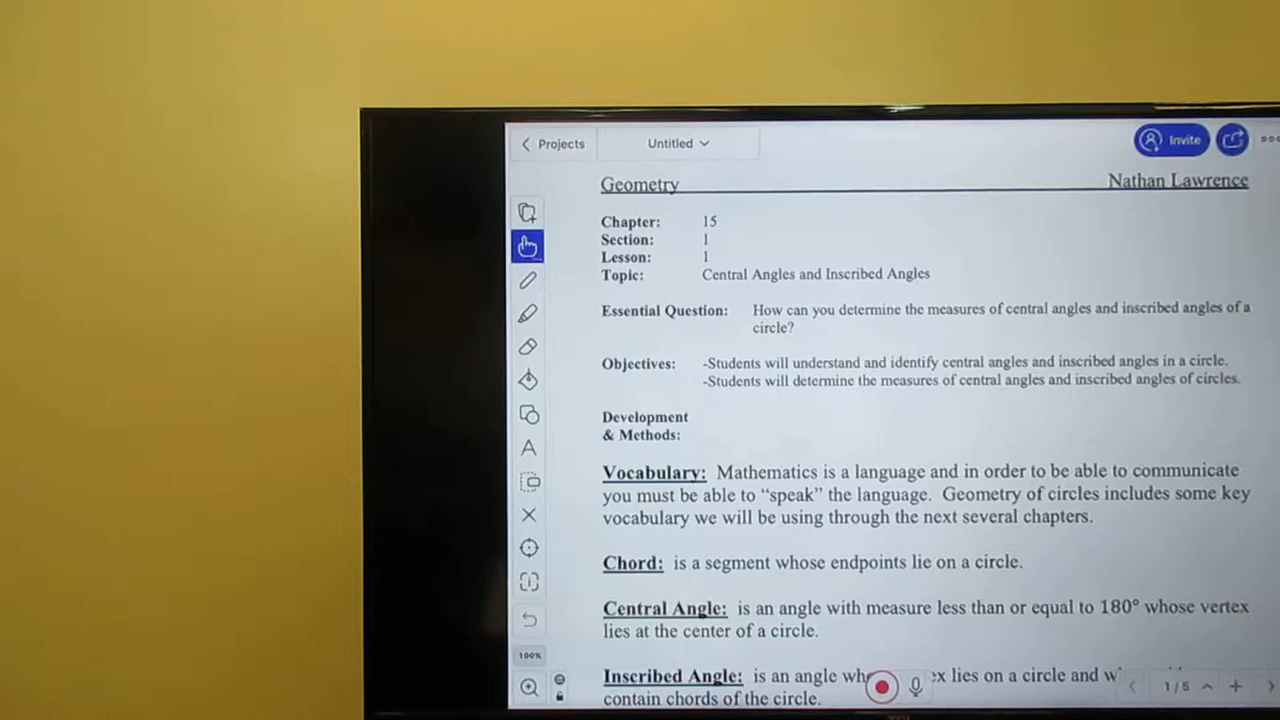 Projects
Untitled
Invite
Geometry Nathan Lawrence
Chapter: 15
Section: 1
Lesson: 1
Topic: Central Angles and Inscribed Angles
Essential Question: How can you determine the measures of central angles and inscribed angles of a
circle?
Objectives: -Students will understand and identify central angles and inscribed angles in a circle.
-Students will determine the measures of central angles and inscribed angles of circles.
Development
& Methods:
Vocabulary: Mathematics is a language and in order to be able to communicate
you must be able to “speak” the language. Geometry of circles includes some key
vocabulary we will be using through the next several chapters.
Chord: is a segment whose endpoints lie on a circle.
Central Angle: is an angle with measure less than or equal to 180° whose vertex
lies at the center of a circle.
Inscribed Angle: is an angle lies on a circle and
contain chords of the circle.
100%
1/5